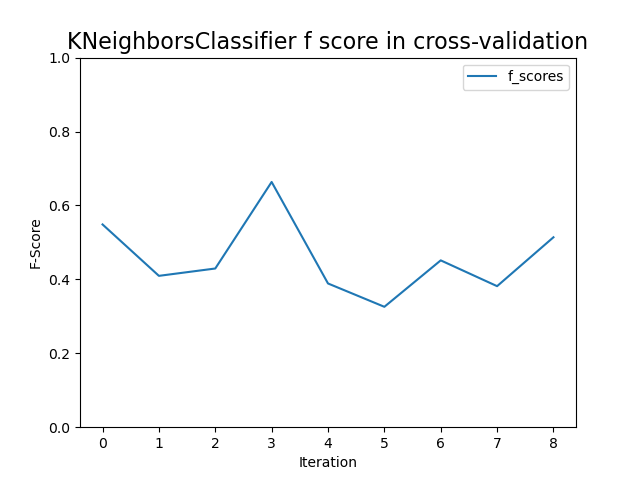 KNeighborsClassifier f score in cross-validation
f_scores
F-Score
1.0
0.8
0.6
0.4
0.2
0.0
0 1 2 3 4 5 6 7 8
Iteration